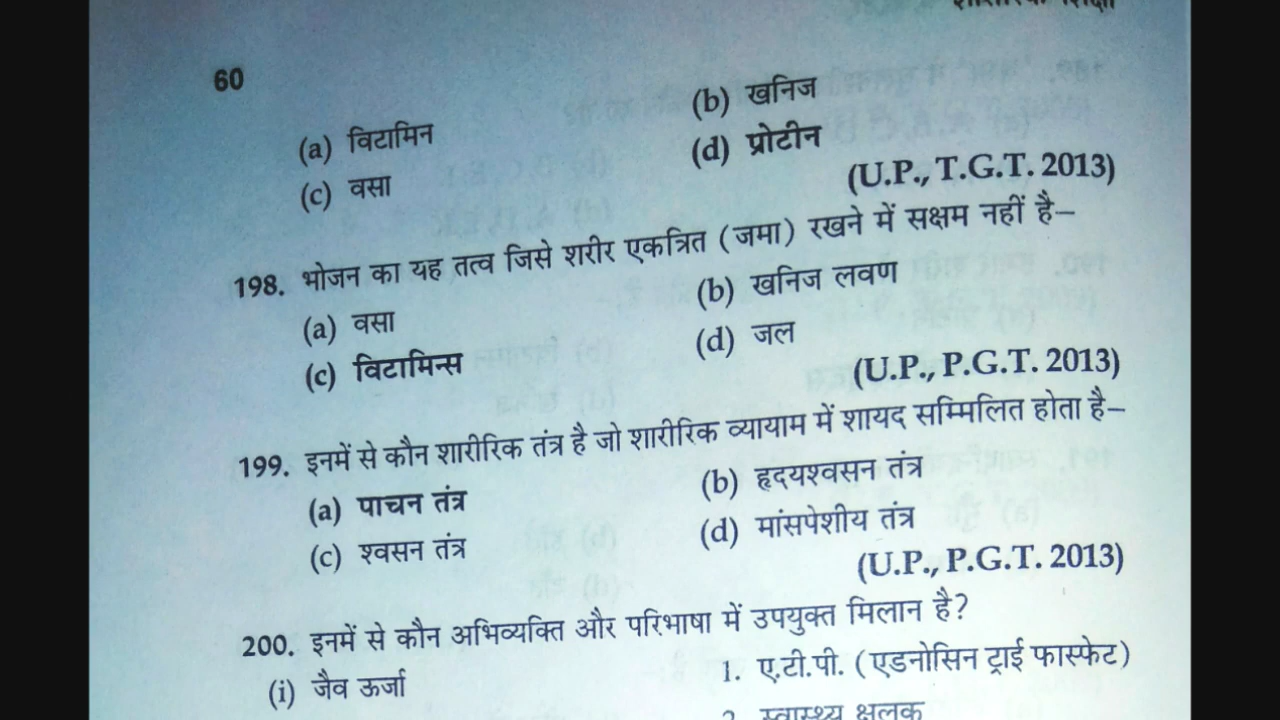 60
(a) विटामिन (b) खनिज
(c) वसा (d) प्रोटीन
(U.P., T.G.T. 2013)
198. भोजन का यह तत्व जिसे शरीर एकत्रित (जमा) रखने में सक्षम नहीं है–
(a) वसा (b) खनिज लवण
(c) विटामिन्स (d) जल
(U.P., P.G.T. 2013)
199. इनमें से कौन शारीरिक तंत्र है जो शारीरिक व्यायाम में शायद सम्मिलित होता है–
(a) पाचन तंत्र (b) हृदयश्वसन तंत्र
(c) श्वसन तंत्र (d) मांसपेशीय तंत्र
(U.P., P.G.T. 2013)
200. इनमें से कौन अभिव्यक्ति और परिभाषा में उपयुक्त मिलान है?
(i) जैव ऊर्जा 1. ए.टी.पी. (एडनोसिन ट्राई फास्फेट)